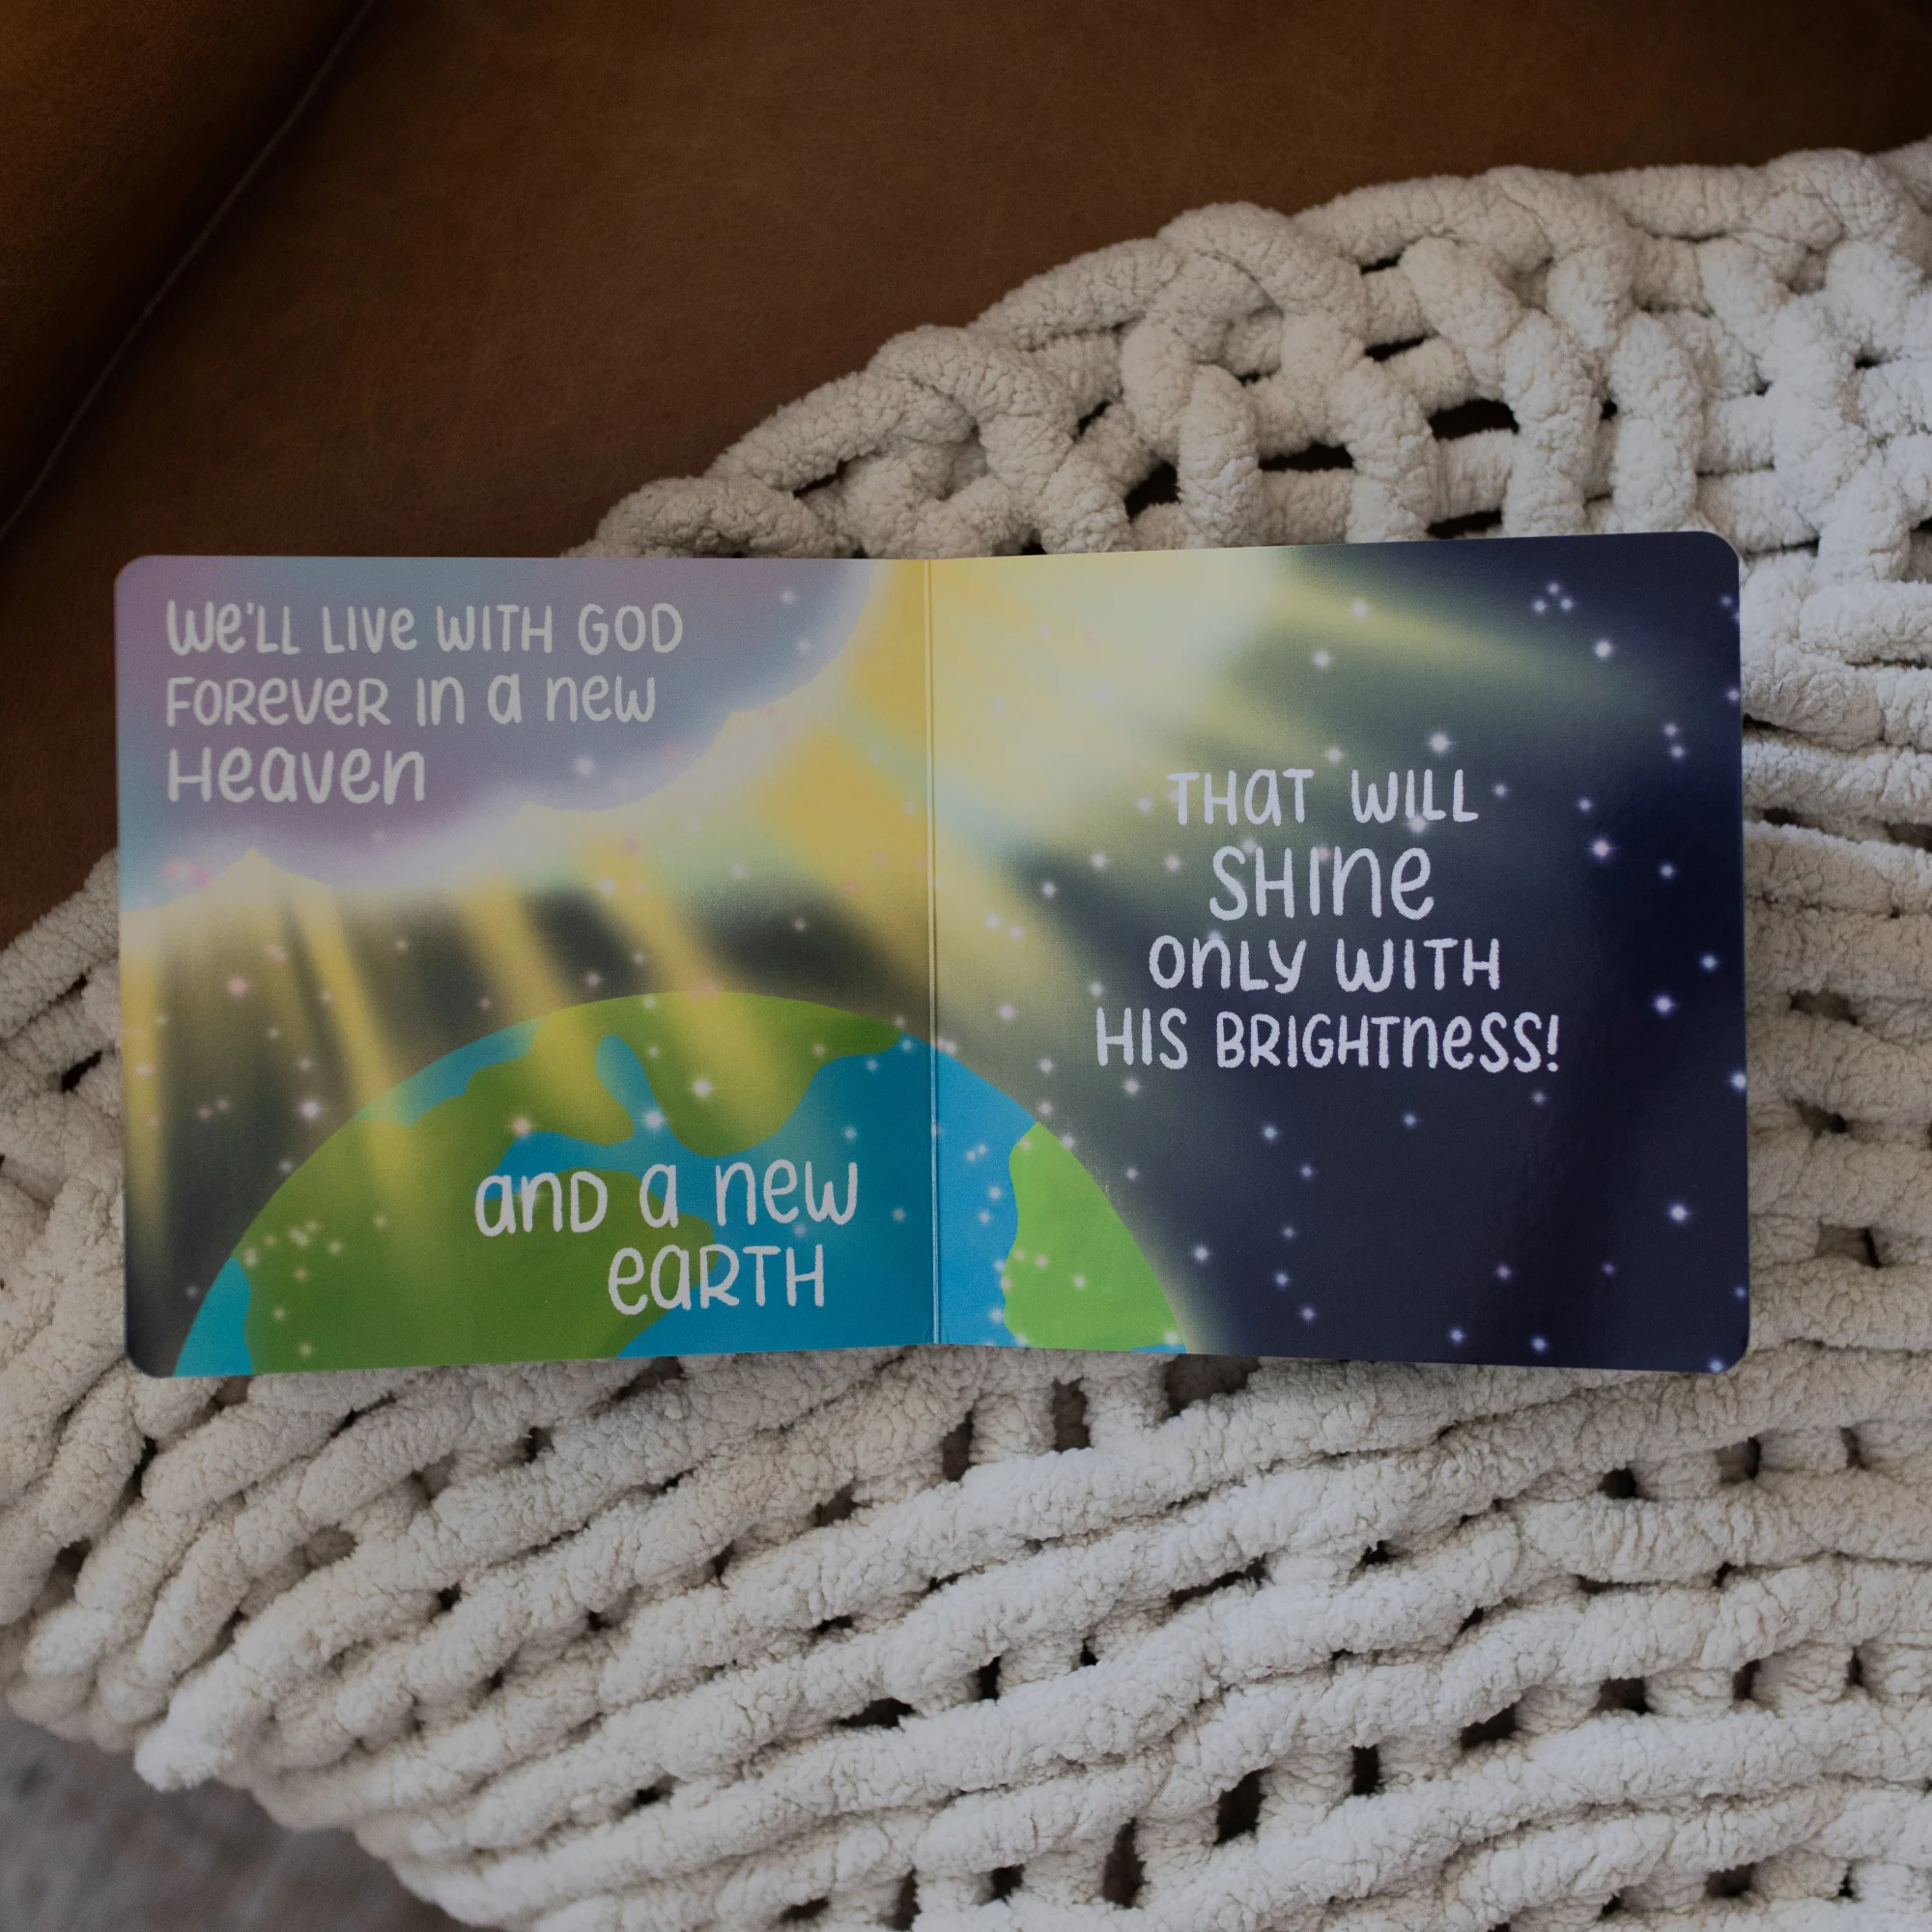 We'LL LIVE WITH GOD
FOREVER IN a new
Heaven
and a new
eaRTH
THaT WILL
SHINe
ONLY WITH
HIS BRIGHTNeSS!